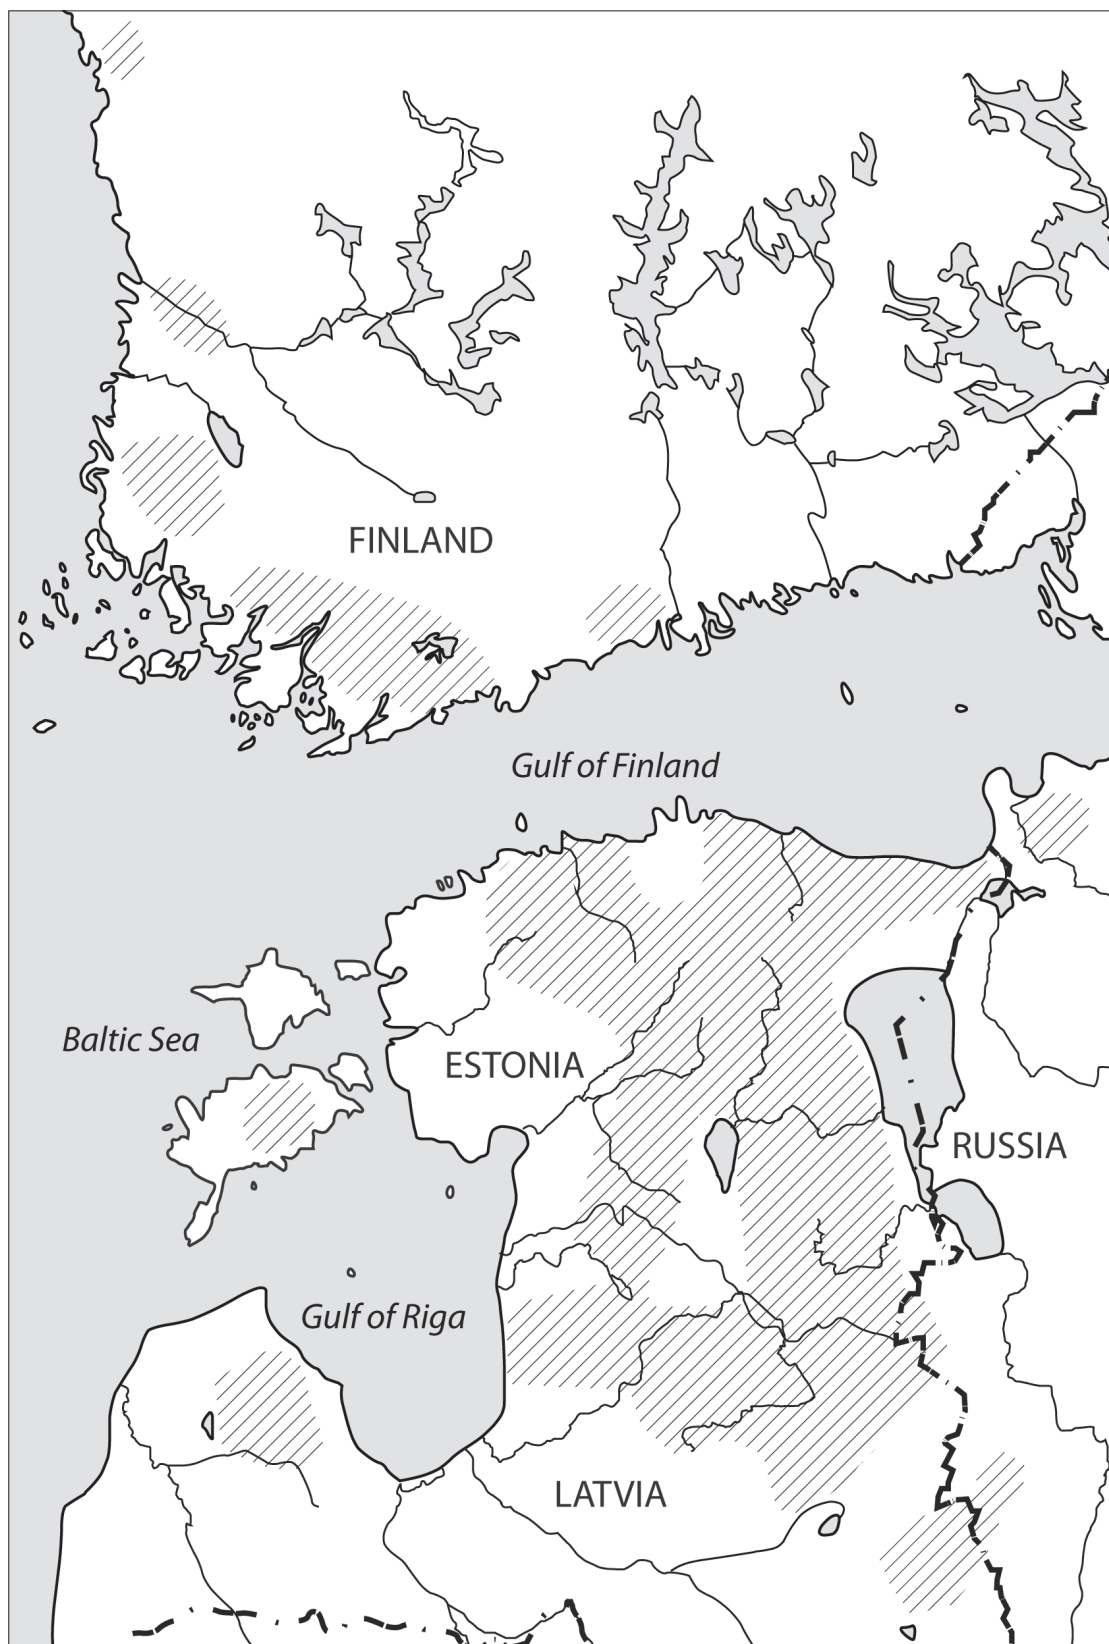 FINLAND
Gulf of Finland
Baltic Sea
ESTONIA
RUSSIA
Gulf of Riga
LATVIA